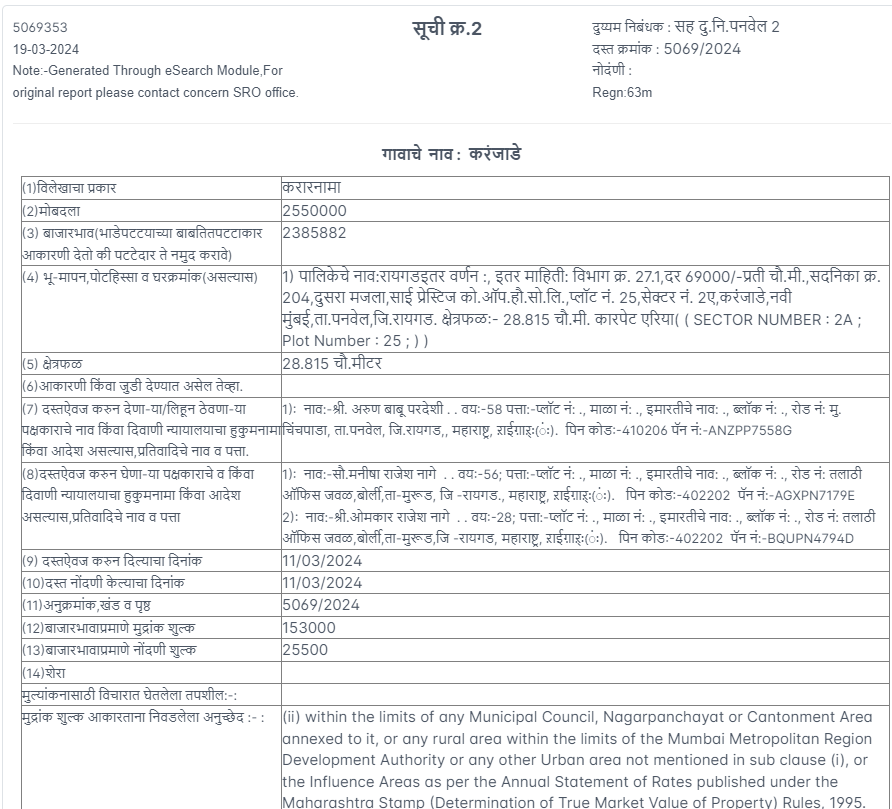 5069353
19-03-2024
Note:-Generated Through eSearch Module,For
original report please contact concern SRO office.
सूची क्र.2
दुय्यम निबंधक : सह दु.नि.पनवेल 2
दस्त क्रमांक : 5069/2024
नोदंणी :
Regn:63m
गावाचे नाव : करंजाडे
(1)विलेखाचा प्रकार
करारनामा
(2)मोबदला
2550000
(3) बाजारभाव(भाडेपटटयाच्या बाबतितपटटाकार
आकारणी देतो की पटटेदार ते नमुद करावे)
2385882
(4) भू-मापन,पोटहिस्सा व घरक्रमांक(असल्यास)
1) पालिकेचे नाव:रायगडइतर वर्णन :, इतर माहिती: विभाग क्र. 27.1,दर 69000/-प्रती चौ.मी.,सदनिका क्र.
204,दुसरा मजला,साई प्रेस्टिज को.ऑप.हौ.सो.लि.,प्लॉट नं. 25,सेक्टर नं. 2ए,करंजाडे,नवी
मुंबई,ता.पनवेल,जि.रायगड. क्षेत्रफळ:- 28.815 चौ.मी. कारपेट एरिया( ( SECTOR NUMBER : 2A ;
Plot Number : 25 ; ) )
(5) क्षेत्रफळ
28.815 चौ.मीटर
(6)आकारणी किंवा जुडी देण्यात असेल तेव्हा.
(7) दस्तऐवज करुन देणा-या/लिहून ठेवणा-या
पक्षकाराचे नाव किंवा दिवाणी न्यायालयाचा हुकुमनामा
किंवा आदेश असल्यास,प्रतिवादिचे नाव व पत्ता.
1): नाव:-श्री. अरुण बाबू परदेशी . . वय:-58 पत्ता:-प्लॉट नं: ., माळा नं: ., इमारतीचे नाव: ., ब्लॉक नं: ., रोड नं: मु.
चिंचपाडा, ता.पनवेल, जि.रायगड,, महाराष्ट्र, ऱाईगाऱ्:(ः). पिन कोड:-410206 पॅन नं:-ANZPP7558G
(8)दस्तऐवज करुन घेणा-या पक्षकाराचे व किंवा
दिवाणी न्यायालयाचा हुकुमनामा किंवा आदेश
असल्यास,प्रतिवादिचे नाव व पत्ता
1): नाव:-सौ.मनीषा राजेश नागे . . वय:-56; पत्ता:-प्लॉट नं: ., माळा नं: ., इमारतीचे नाव: ., ब्लॉक नं: ., रोड नं: तलाठी
ऑफिस जवळ,बोर्ली,ता-मुरूड, जि -रायगड., महाराष्ट्र, ऱाईगाऱ्:(ः). पिन कोड:-402202 पॅन नं:-AGXPN7179E
2): नाव:-श्री.ओमकार राजेश नागे . . वय:-28; पत्ता:-प्लॉट नं: ., माळा नं: ., इमारतीचे नाव: ., ब्लॉक नं: ., रोड नं: तलाठी
ऑफिस जवळ,बोर्ली,ता-मुरूड,जि -रायगड, महाराष्ट्र, ऱाईगाऱ्:(ः). पिन कोड:-402202 पॅन नं:-BQUPN4794D
(9) दस्तऐवज करुन दिल्याचा दिनांक
11/03/2024
(10)दस्त नोंदणी केल्याचा दिनांक
11/03/2024
(11)अनुक्रमांक,खंड व पृष्ठ
5069/2024
(12)बाजारभावाप्रमाणे मुद्रांक शुल्क
153000
(13)बाजारभावाप्रमाणे नोंदणी शुल्क
25500
(14)शेरा
मुल्यांकनासाठी विचारात घेतलेला तपशील:-:
मुद्रांक शुल्क आकारताना निवडलेला अनुच्छेद :- :
(ii) within the limits of any Municipal Council, Nagarpanchayat or Cantonment Area
annexed to it, or any rural area within the limits of the Mumbai Metropolitan Region
Development Authority or any other Urban area not mentioned in sub clause (i), or
the Influence Areas as per the Annual Statement of Rates published under the
Maharashtra Stamp (Determination of True Market Value of Property) Rules, 1995.